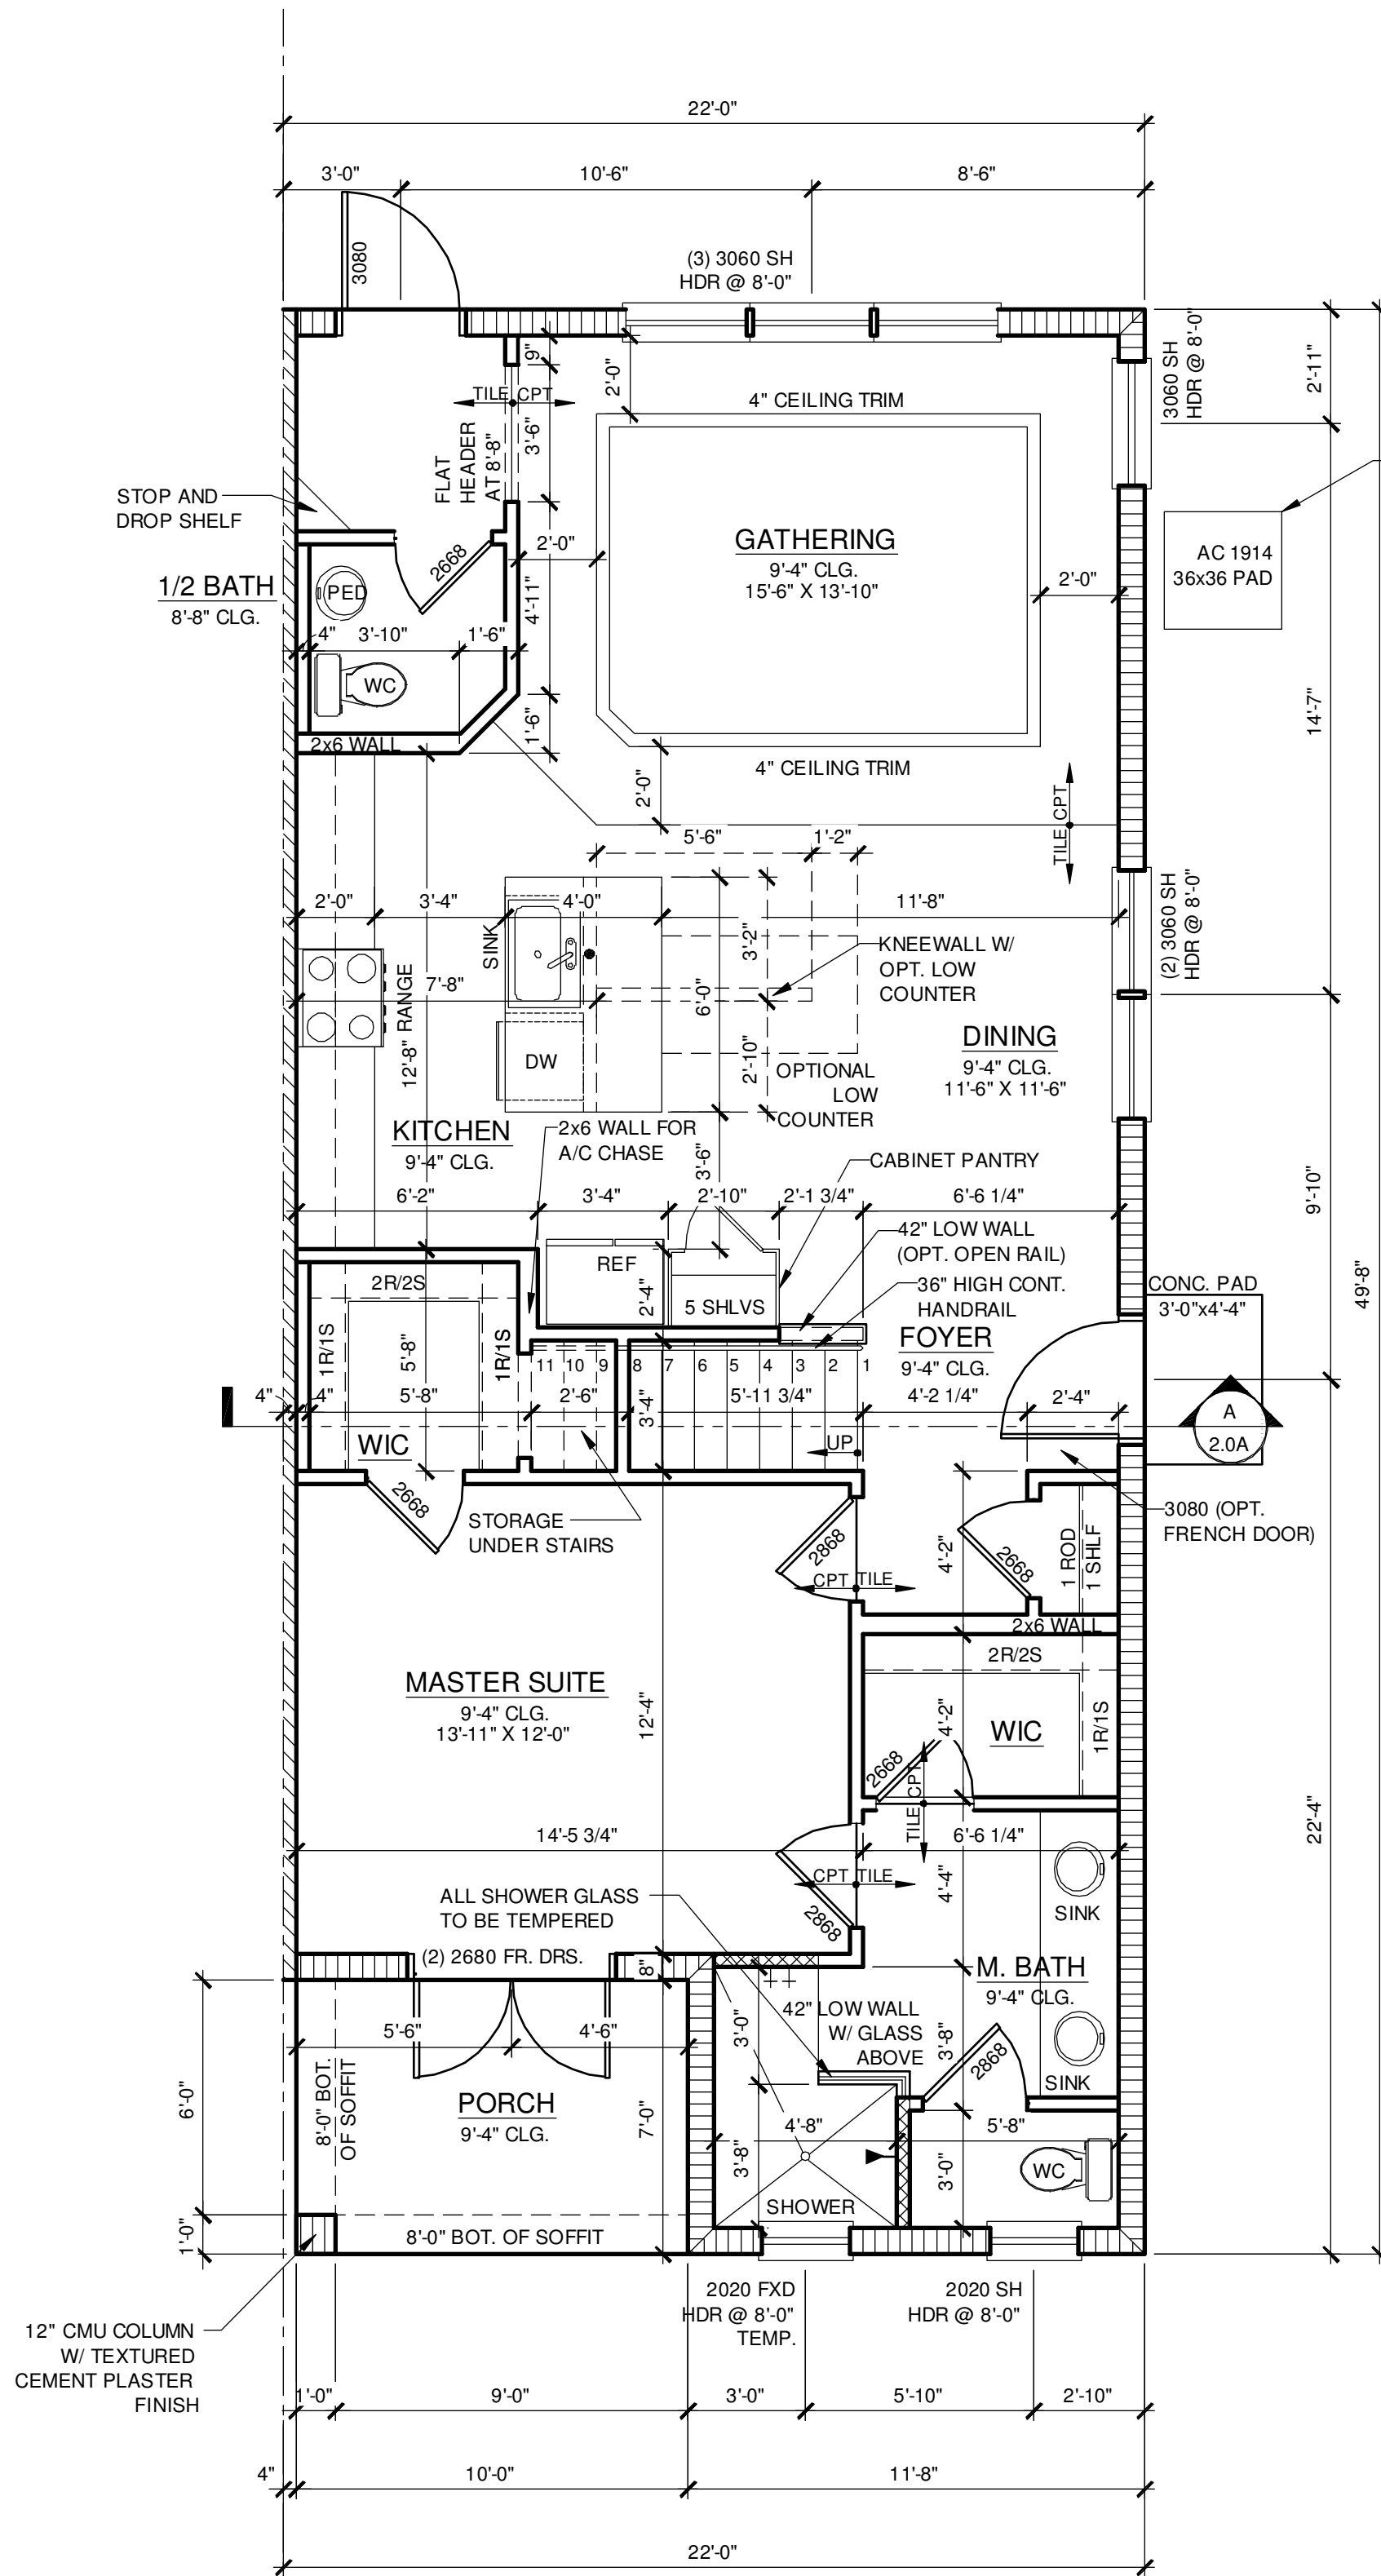 22'-0"
3'-0"
10'-6"
8'-6"
3080
(3) 3060 SH
HDR @ 8'-0"
3060 SH
HDR @ 8'-0"
2'-11"
9"
2'-0"
TILE CPT
4" CEILING TRIM
3'-6"
FLAT
HEADER
AT 8'-8"
STOP AND
DROP SHELF
2'-0"
GATHERING
9'-4" CLG.
15'-6" X 13'-10"
AC 1914
36x36 PAD
2'-0"
2668
1/2 BATH
8'-8" CLG.
PED
4'-11"
4"
3'-10"
1'-6"
WC
1'-6"
14'-7"
2x6 WALL
4" CEILING TRIM
2'-0"
TILE CPT
5'-6"
1'-2"
2'-0"
3'-4"
4'-0"
11'-8"
SINK
3'-2"
(2) 3060 SH
HDR @ 8'-0"
KNEEWALL W/
OPT. LOW
COUNTER
RANGE
7'-8"
6'-0"
12'-8"
DW
2'-10"
DINING
9'-4" CLG.
11'-6" X 11'-6"
OPTIONAL
LOW
COUNTER
KITCHEN
9'-4" CLG.
2x6 WALL FOR
A/C CHASE
3'-6"
CABINET PANTRY
6'-2"
3'-4"
2'-10"
2'-1 3/4"
6'-6 1/4"
9'-10"
42" LOW WALL
(OPT. OPEN RAIL)
REF
2'-4"
5 SHLVS
36" HIGH CONT.
HANDRAIL
CONC. PAD
3'-0"x4'-4"
49'-8"
2R/2S
1R/1S
5'-8"
1R/1S
FOYER
9'-4" CLG.
11 10 9 8 7 6 5 4 3 2 1
4"
4"
5'-8"
2'-6"
3'-4"
5'-11 3/4"
4'-2 1/4"
2'-4"
A
2.0A
WIC
UP
2668
STORAGE
UNDER STAIRS
2868
4'-2"
2668
1 ROD
1 SHLF
3080 (OPT.
FRENCH DOOR)
CPT TILE
2x6 WALL
2R/2S
MASTER SUITE
9'-4" CLG.
13'-11" X 12'-0"
12'-4"
4'-2"
WIC
1R/1S
2668
TILE CPT
22'-4"
14'-5 3/4"
6'-6 1/4"
CPT TILE
4'-4"
ALL SHOWER GLASS
TO BE TEMPERED
2868
SINK
(2) 2680 FR. DRS.
8"
M. BATH
9'-4" CLG.
42" LOW WALL
W/ GLASS
ABOVE
5'-6"
4'-6"
3'-0"
3'-8"
2868
SINK
6'-0"
8'-0" BOT.
OF SOFFIT
PORCH
9'-4" CLG.
7'-0"
4'-8"
5'-8"
3'-8"
3'-0"
WC
SHOWER
1'-0"
8'-0" BOT. OF SOFFIT
2020 FXD
HDR @ 8'-0"
TEMP.
2020 SH
HDR @ 8'-0"
12" CMU COLUMN
W/ TEXTURED
CEMENT PLASTER
FINISH
1'-0"
9'-0"
3'-0"
5'-10"
2'-10"
4"
10'-0"
11'-8"
22'-0"